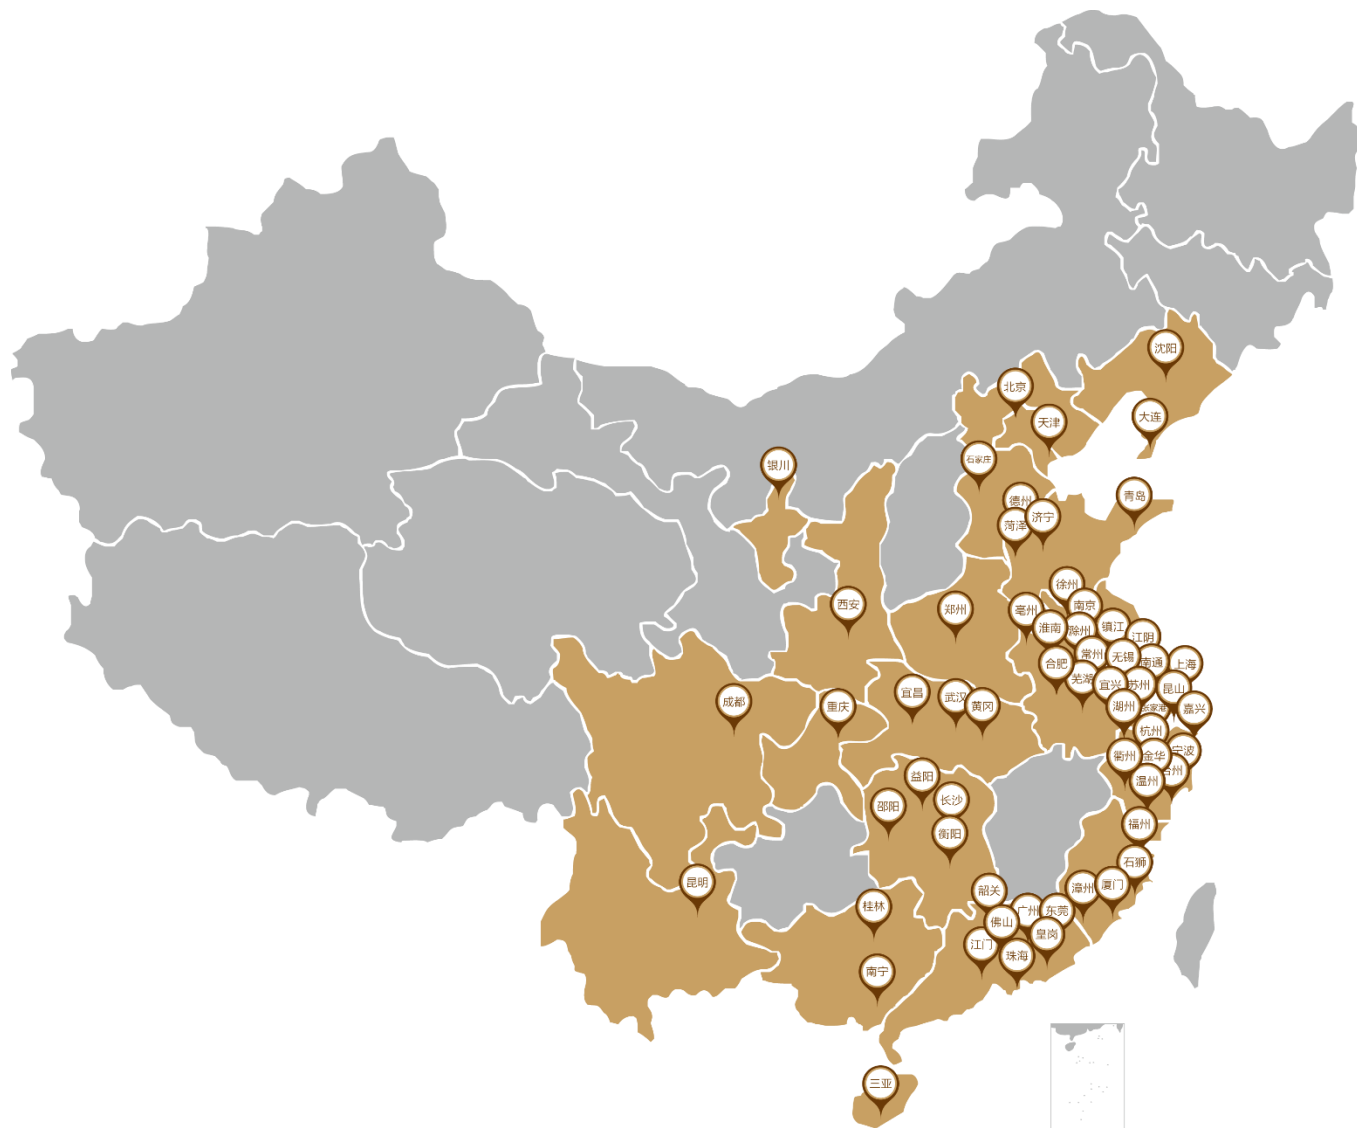 沈阳
北京
大连
天津
石家庄
银川
青岛
德州
济宁
菏泽
徐州
西安
南京
郑州
亳州
镇江
淮南
滁州
江阴
常州
无锡
南通
合肥
上海
芜湖
宜兴
苏州
昆山
宜昌
武汉
成都
重庆
黄冈
湖州
张家港
嘉兴
杭州
宁波
衢州
金华
台州
益阳
温州
长沙
邵阳
福州
衡阳
石狮
昆明
厦门
漳州
韶关
桂林
广州
东莞
佛山
皇岗
江门
珠海
南宁
三亚